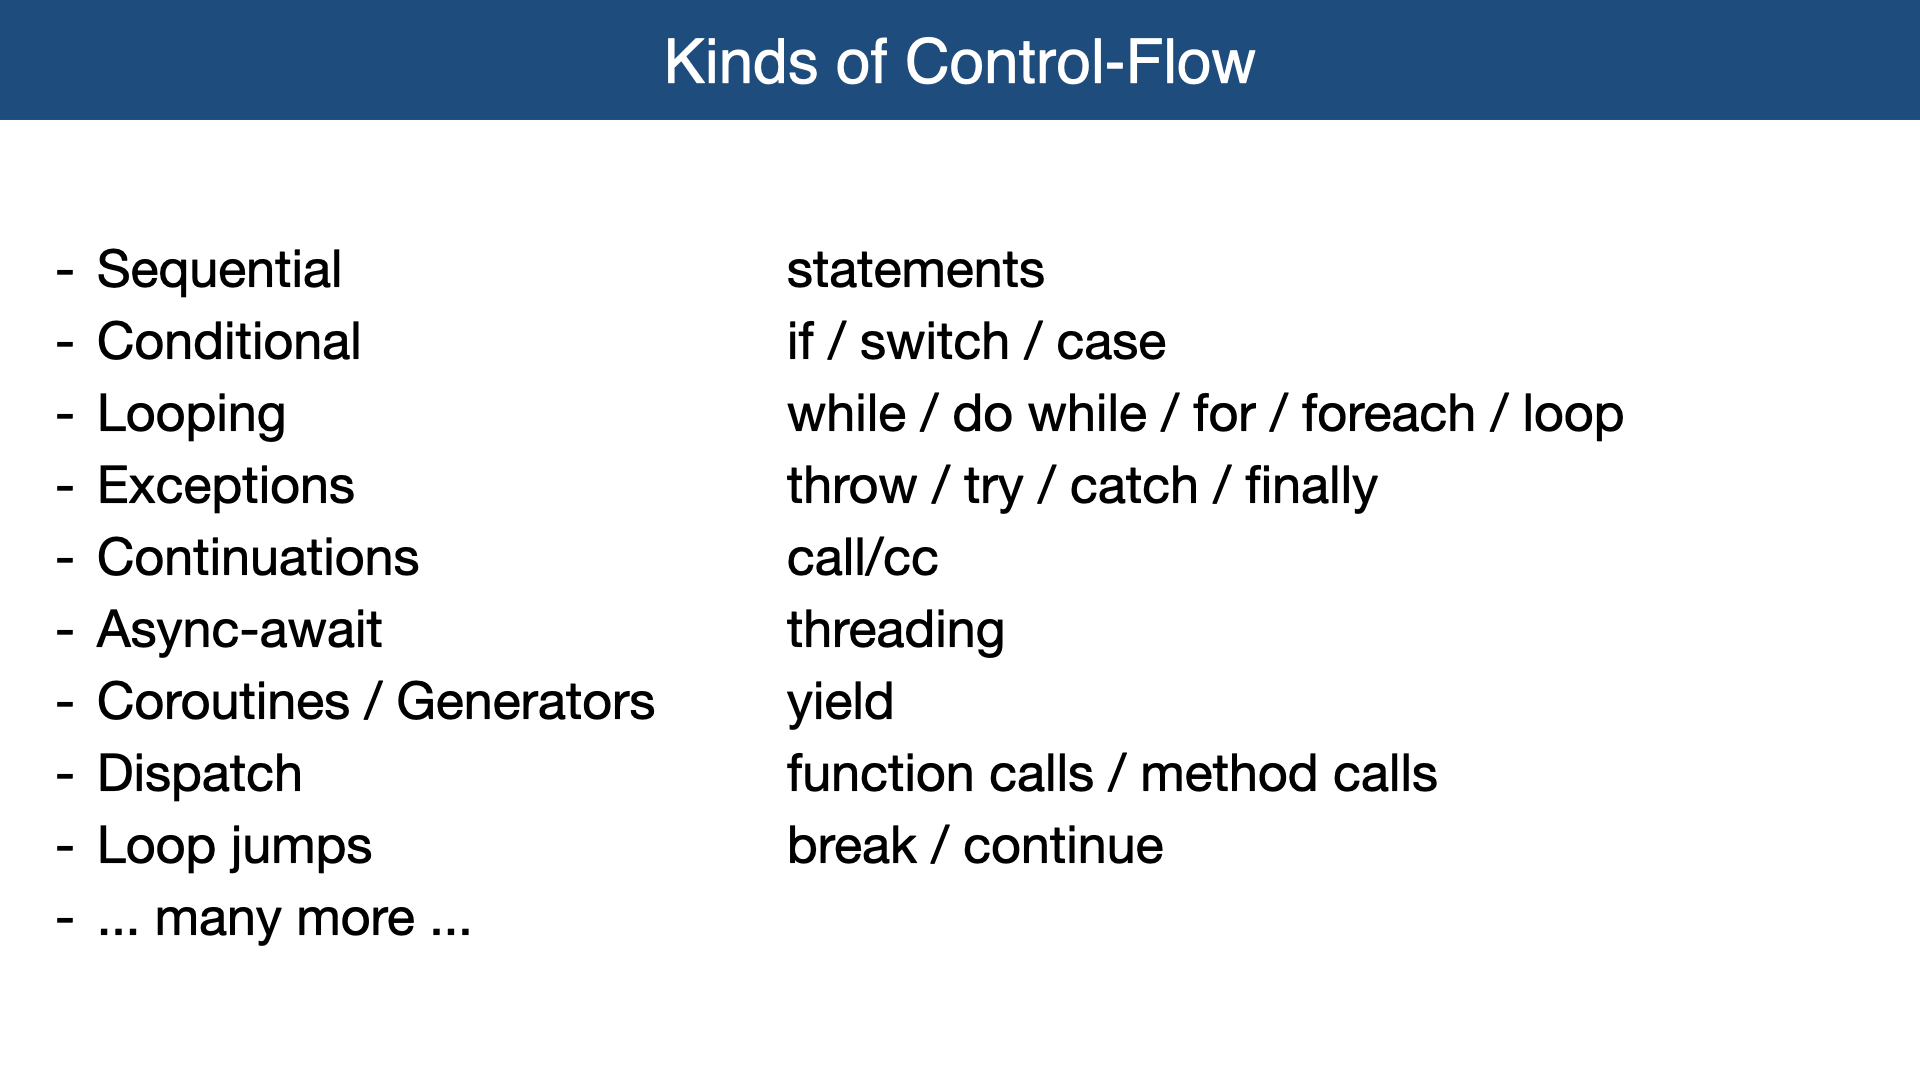 Kinds of Control-Flow
- Sequential statements
- Conditional if / switch / case
- Looping while / do while / for / foreach / loop
- Exceptions throw / try / catch / finally
- Continuations call/cc
- Async-await threading
- Coroutines / Generators yield
- Dispatch function calls / method calls
- Loop jumps break / continue
- ... many more ...